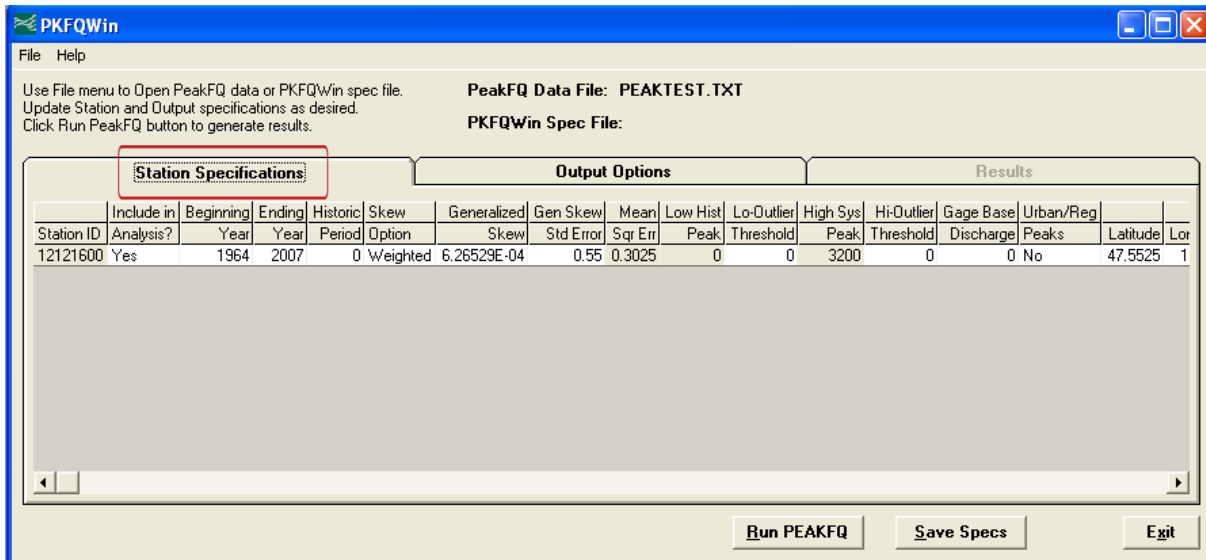 PKFQWin
File Help
Use File menu to Open PeakFQ data or PKFQWin spec file.
Update Station and Output specifications as desired.
Click Run PeakFQ button to generate results.
PeakFQ Data File: PEAKTEST.TXT
PKFQWin Spec File:
Station Specifications Output Options Results
Include in Beginning Ending Historic Skew Generalized Gen Skew Mean Low Hist Lo-Outlier High Sys Hi-Outlier Gage Base Urban/Reg
Station ID Analysis? Year Year Period Option Skew Std Error Sqr Err Peak Threshold Peak Threshold Discharge Peaks Latitude Lor
12121600 Yes 1964 2007 0 Weighted 6.26529E-04 0.55 0.3025 0 0 3200 0 0 No 47.5525 1
Run PEAKFQ Save Specs Exit